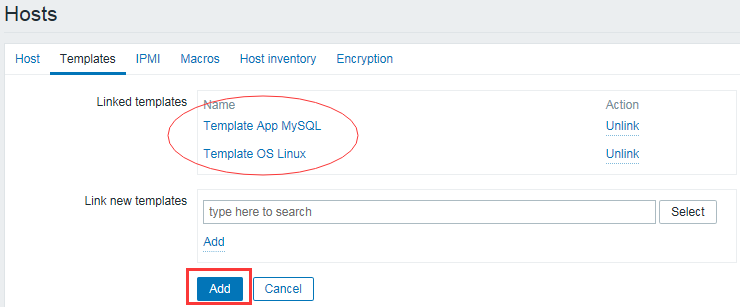 Hosts
Host Templates IPMI Macros Host inventory Encryption
Linked templates Name Action
Template App MySQL Unlink
Template OS Linux Unlink
Link new templates type here to search Select
Add
Add Cancel